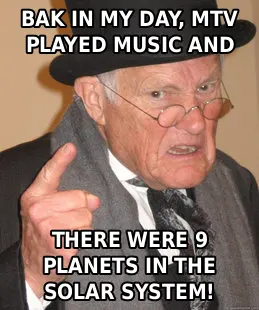 BAK IN MY DAY, MTV
PLAYED MUSIC AND
THERE WERE 9
PLANETS IN THE
SOLAR SYSTEM!